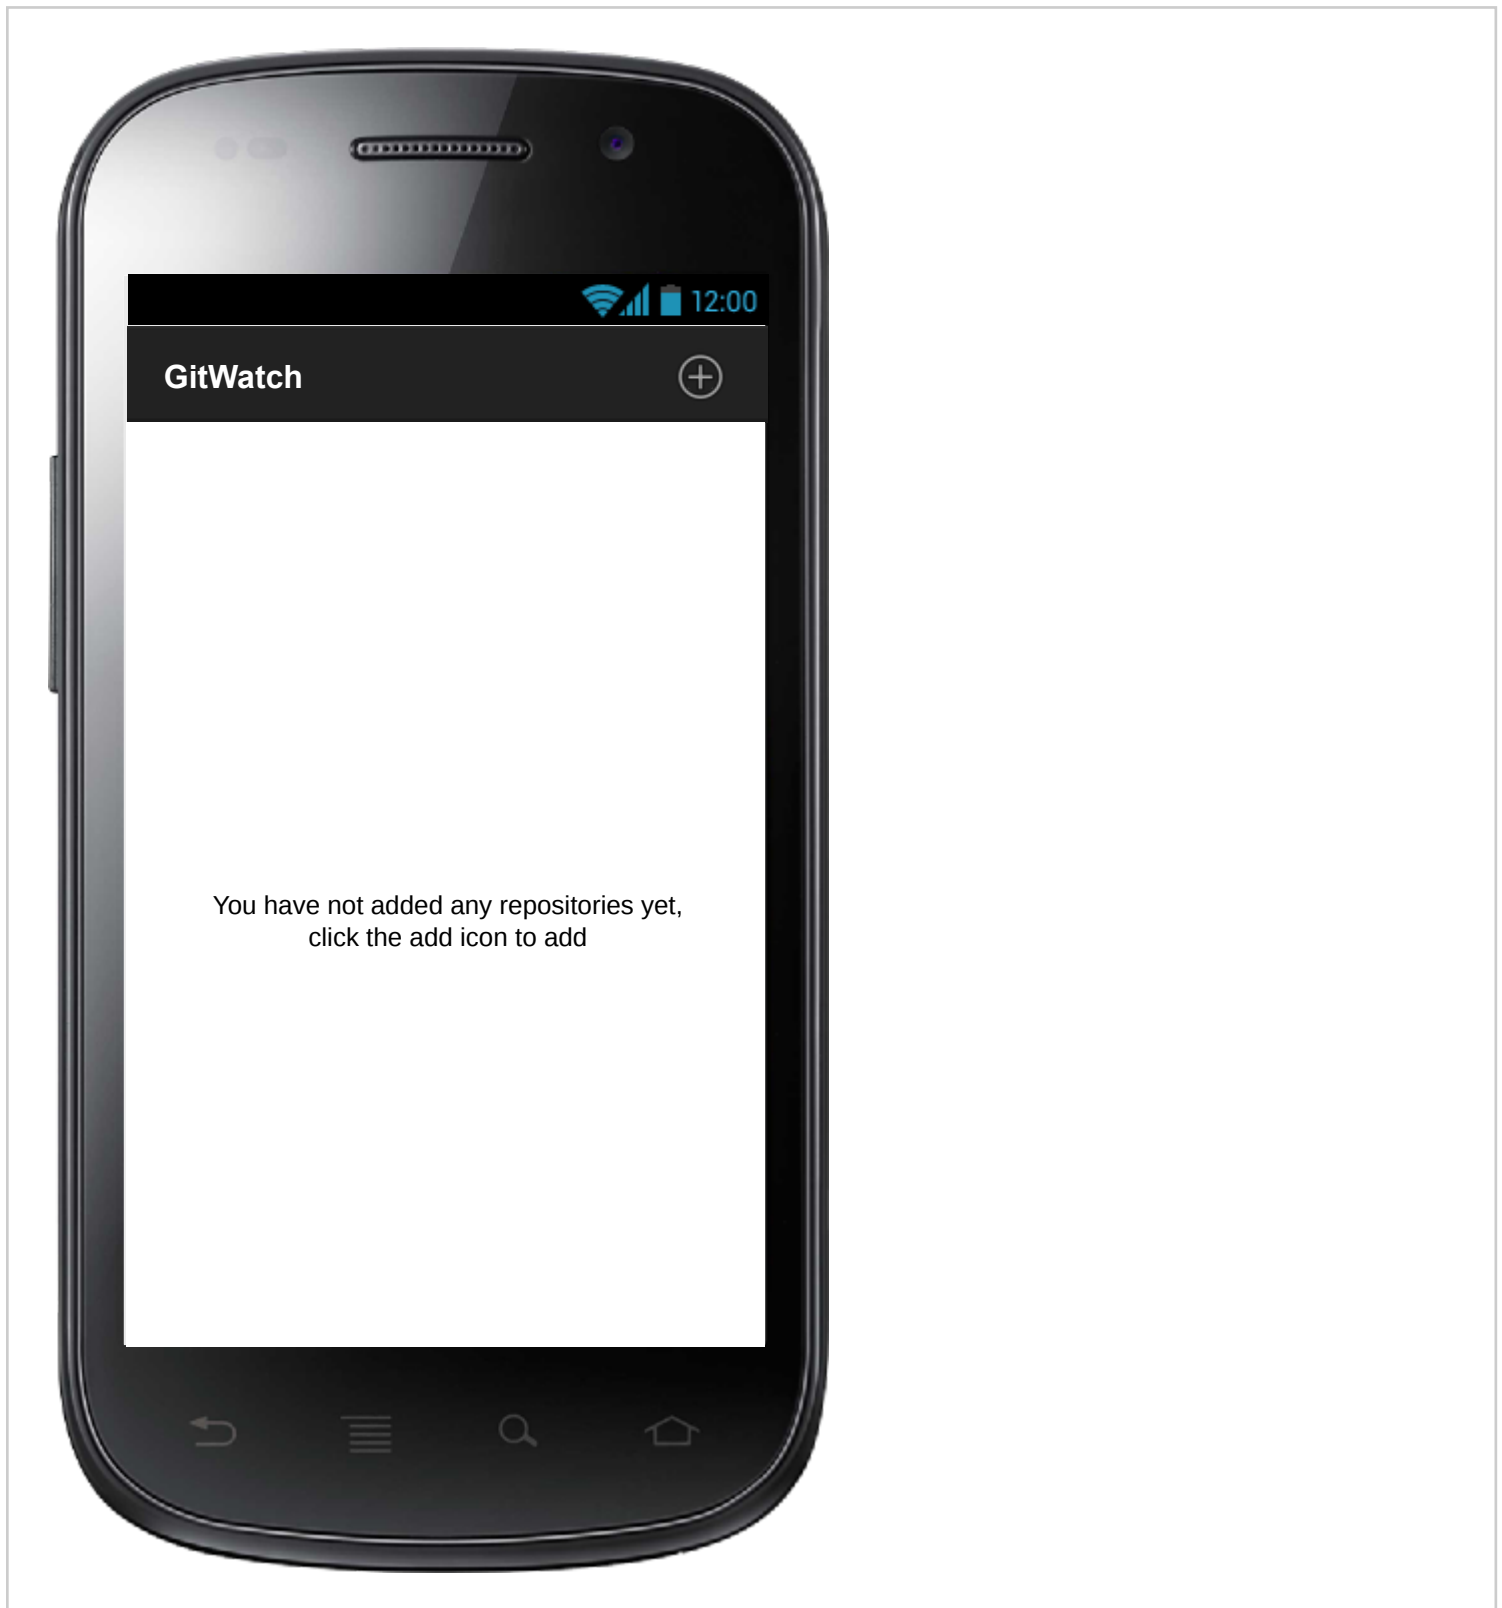 12:00
GitWatch
You have not added any repositories yet,
click the add icon to add